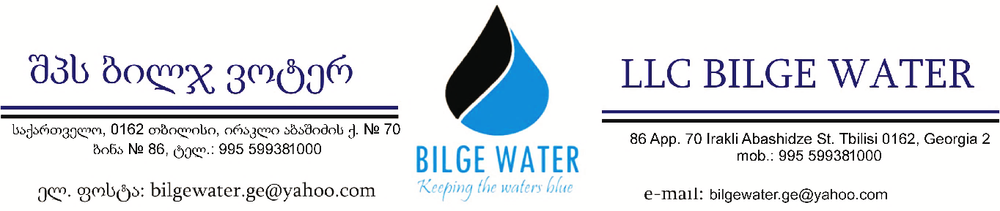 შპს ბილჯ ვოტერ
საქართველო, 0162 თბილისი, ირაკლი აბაშიძის ქ. № 70
ბინა № 86, ტელ.: 995 599381000
ელ. ფოსტა: bilgewater.ge@yahoo.com
BILGE WATER
Keeping the waters blue
LLC BILGE WATER
86 App. 70 Irakli Abashidze St. Tbilisi 0162, Georgia 2
mob.: 995 599381000
e-maıl: bilgewater.ge@yahoo.com